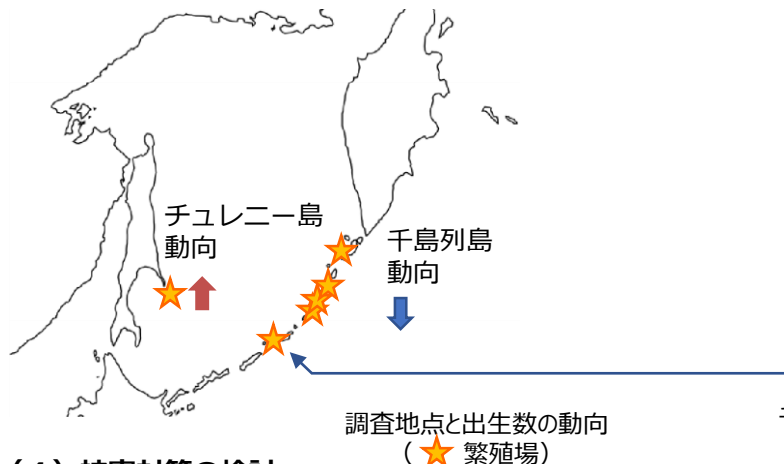 チュレニー島
動向
千島列島
動向
調査地点と出生数の動向
( 繁殖場)